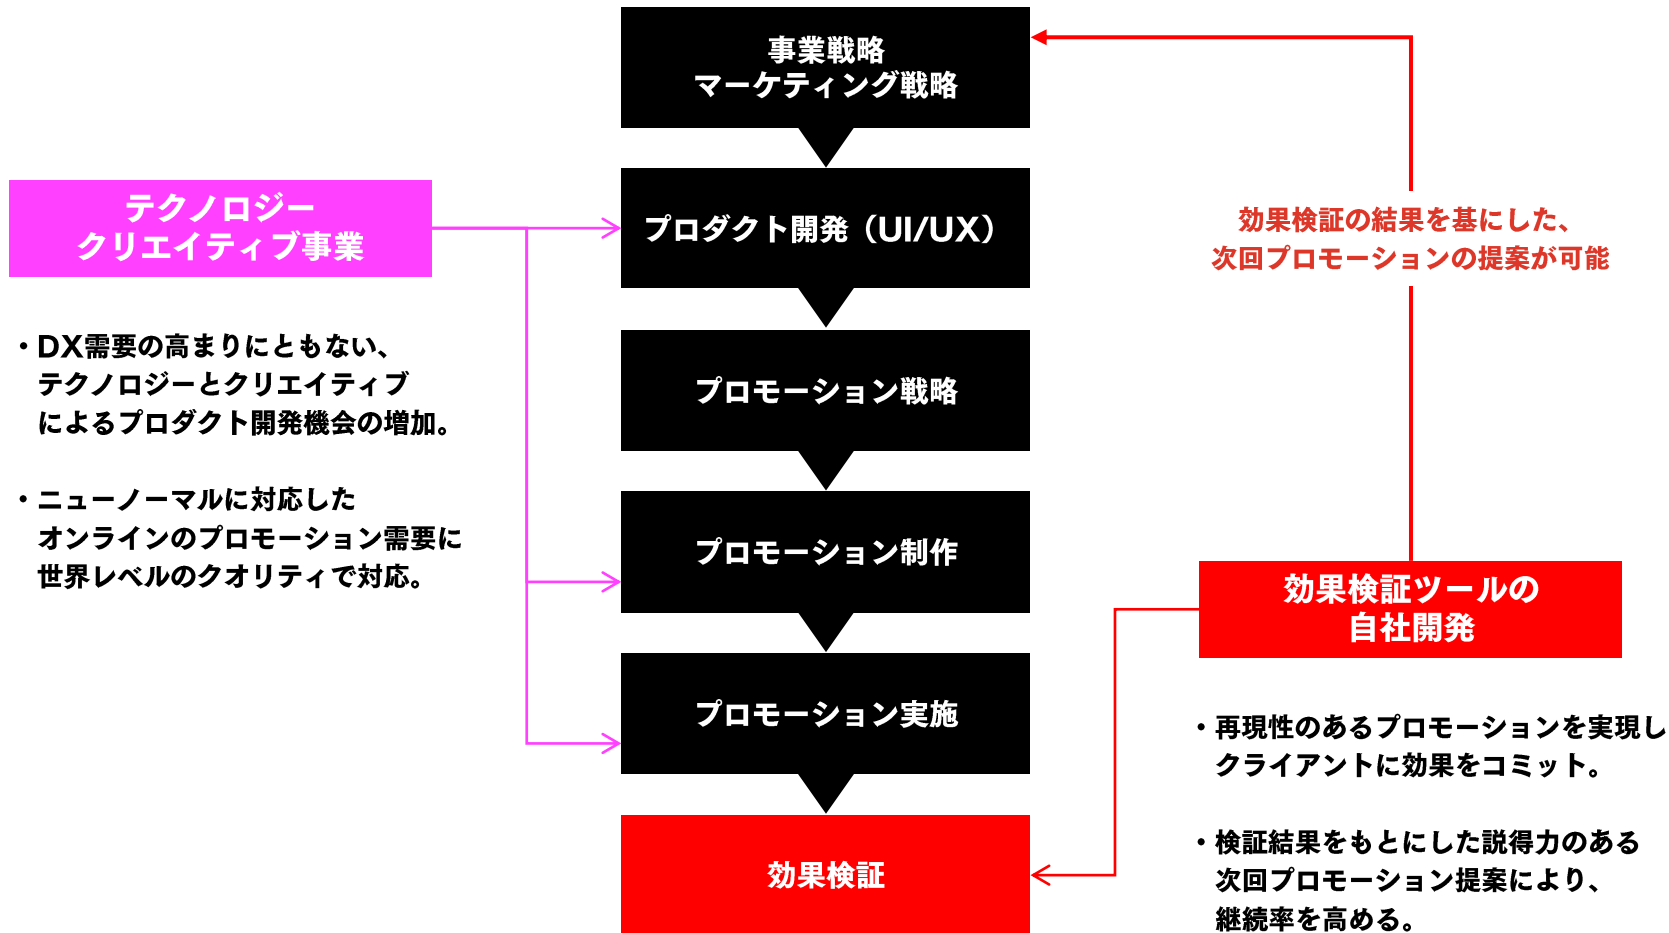 事業戦略
マーケティング戦略
テクノロジー
クリエイティブ事業
プロダクト開発（UI/UX）
効果検証の結果を基にした、
次回プロモーションの提案が可能
・DX需要の高まりにともない、
テクノロジーとクリエイティブ
によるプロダクト開発機会の増加。
プロモーション戦略
・ニューノーマルに対応した
オンラインのプロモーション需要に
世界レベルのクオリティで対応。
プロモーション制作
効果検証ツールの
自社開発
プロモーション実施
・再現性のあるプロモーションを実現し
クライアントに効果をコミット。
・検証結果をもとにした説得力のある
次回プロモーション提案により、
継続率を高める。
効果検証